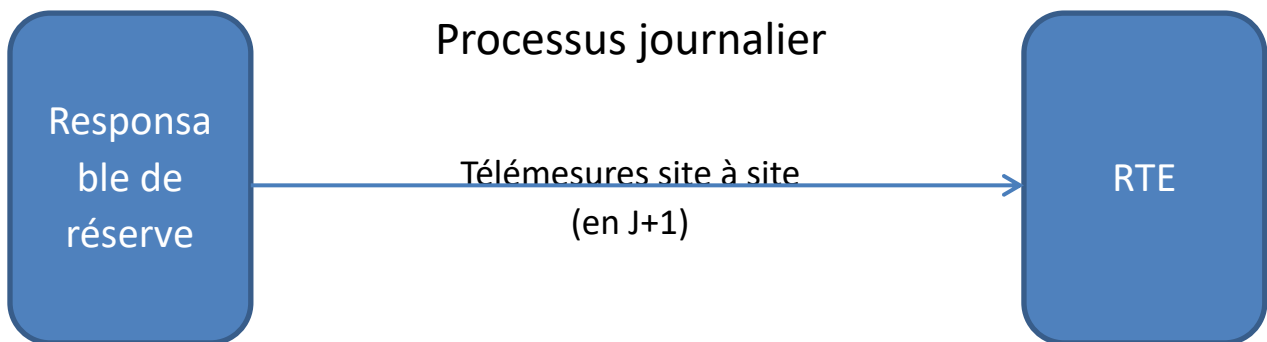 Processus journalier
Responsa
ble de
réserve
Télémesures site à site
(en J+1)
RTE